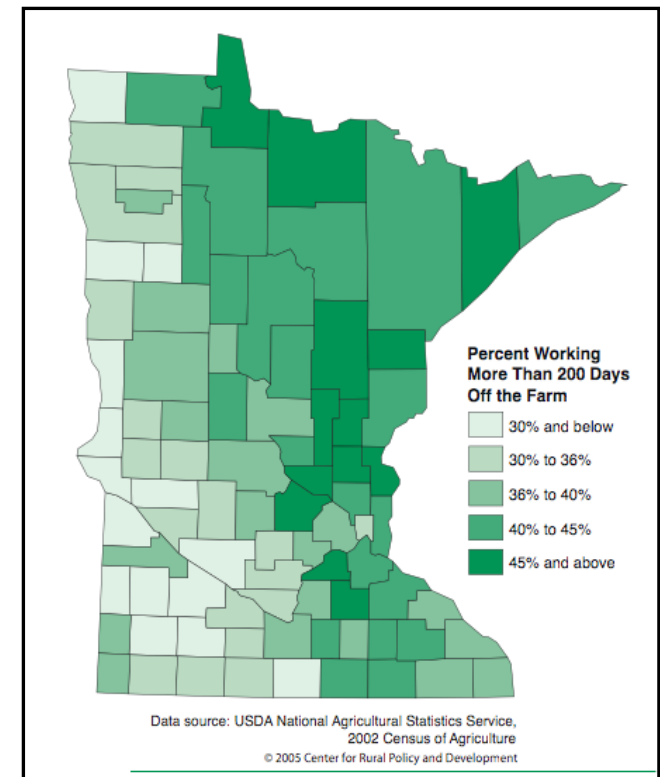 Percent Working
More Than 200 Days
Off the Farm
30% and below
30% to 36%
36% to 40%
40% to 45%
45% and above
Data source: USDA National Agricultural Statistics Service,
2002 Census of Agriculture
© 2005 Center for Rural Policy and Development